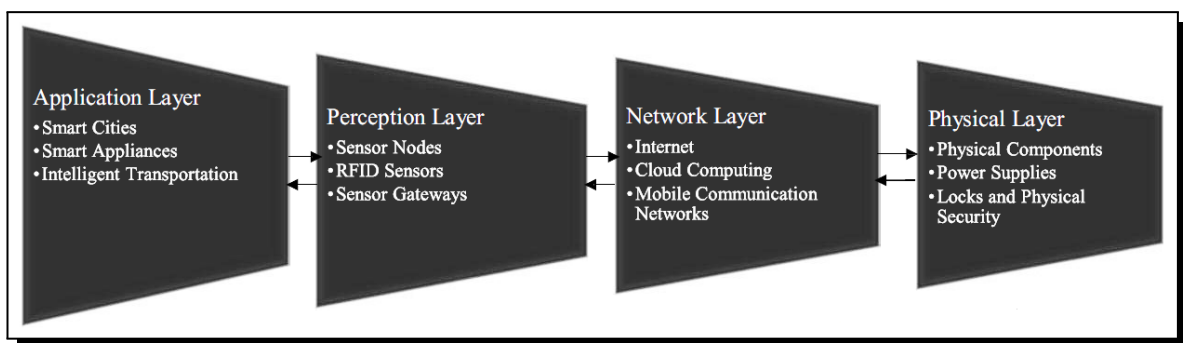 Application Layer
•Smart Cities
•Smart Appliances
•Intelligent Transportation
Perception Layer
•Sensor Nodes
•RFID Sensors
•Sensor Gateways
Network Layer
•Internet
•Cloud Computing
•Mobile Communication
Networks
Physical Layer
•Physical Components
•Power Supplies
•Locks and Physical
Security